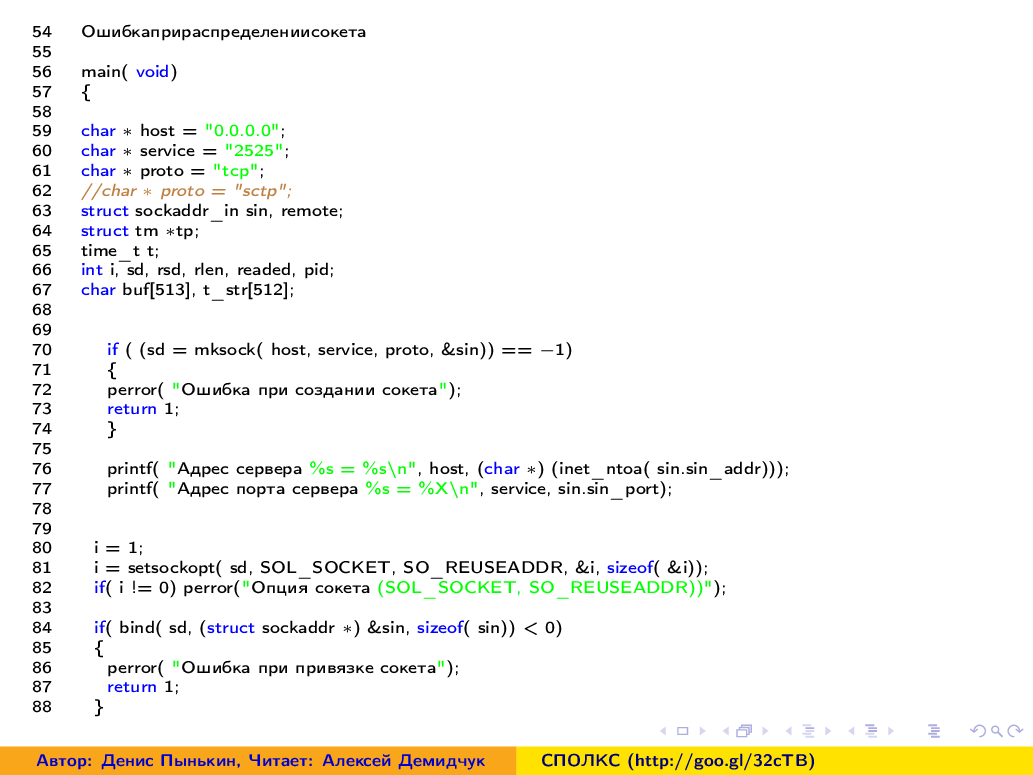 54 Ошибкаприраспределениисокета
55
56 main( void)
57 {
58
59 char * host = "0.0.0.0";
60 char * service = "2525";
61 char * proto = "tcp";
62 //char * proto = "sctp";
63 struct sockaddr_in sin, remote;
64 struct tm *tp;
65 time_t t;
66 int i, sd, rsd, rlen, readed, pid;
67 char buf[513], t_str[512];
68
69
70 if ( (sd = mksock( host, service, proto, &sin)) == −1)
71 {
72 perror( "Ошибка при создании сокета");
73 return 1;
74 }
75
76 printf( "Адрес сервера %s = %s\n", host, (char *) (inet_ntoa( sin.sin_addr)));
77 printf( "Адрес порта сервера %s = %X\n", service, sin.sin_port);
78
79
80 i = 1;
81 i = setsockopt( sd, SOL_SOCKET, SO_REUSEADDR, &i, sizeof( &i));
82 if( i != 0) perror("Опция сокета (SOL_SOCKET, SO_REUSEADDR))");
83
84 if( bind( sd, (struct sockaddr *) &sin, sizeof( sin)) < 0)
85 {
86 perror( "Ошибка при привязке сокета");
87 return 1;
88 }
Автор: Денис Пынькин, Читает: Алексей Демидчук СПОЛКС (http://goo.gl/32cTB)